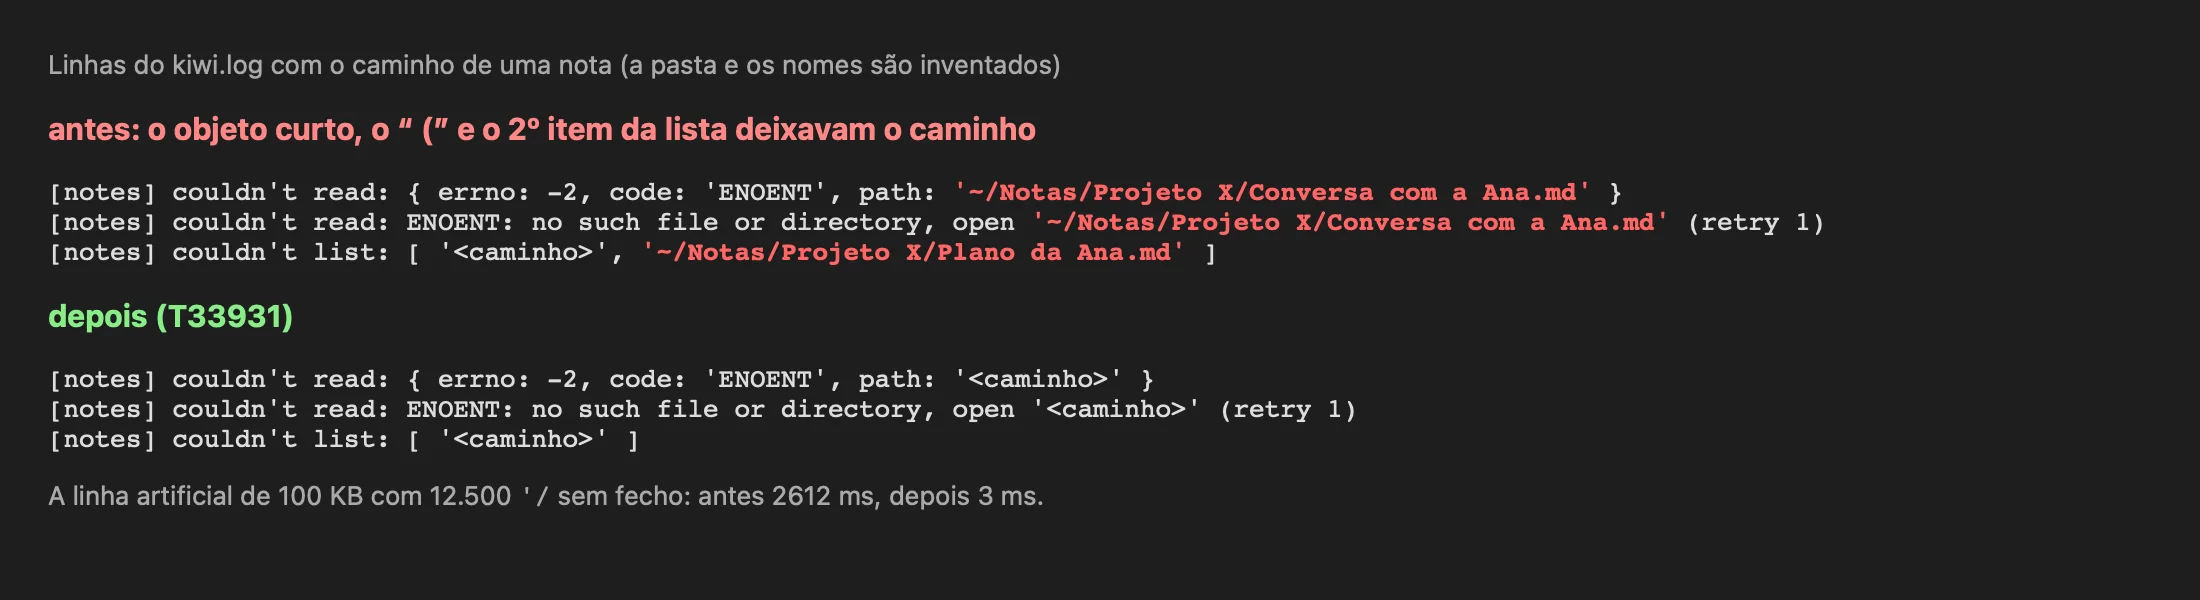 Linhas do kiwi.log com o caminho de uma nota (a pasta e os nomes são inventados)
antes: o objeto curto, o “ (” e o 2º item da lista deixavam o caminho
[notes] couldn't read: { errno: -2, code: 'ENOENT', path: '~/Notas/Projeto X/Conversa com a Ana.md' }
[notes] couldn't read: ENOENT: no such file or directory, open '~/Notas/Projeto X/Conversa com a Ana.md' (retry 1)
[notes] couldn't list: [ '<caminho>', '~/Notas/Projeto X/Plano da Ana.md' ]
depois (T33931)
[notes] couldn't read: { errno: -2, code: 'ENOENT', path: '<caminho>' }
[notes] couldn't read: ENOENT: no such file or directory, open '<caminho>' (retry 1)
[notes] couldn't list: [ '<caminho>' ]
A linha artificial de 100 KB com 12.500 '/ sem fecho: antes 2612 ms, depois 3 ms.